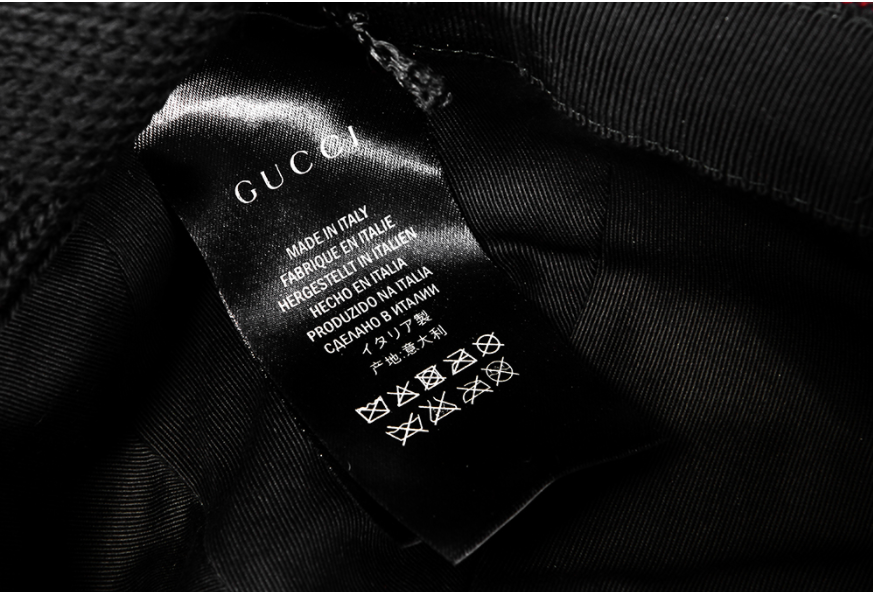 GUCCI
MADE IN ITALY
FABRIQUE EN ITALIE
HERGESTELLT IN ITALIEN
HECHO EN ITALIA
PRODUZIDO NA ITALIA
СДЕЛАНО В ИТАЛИИ
イタリア製
产地:意大利